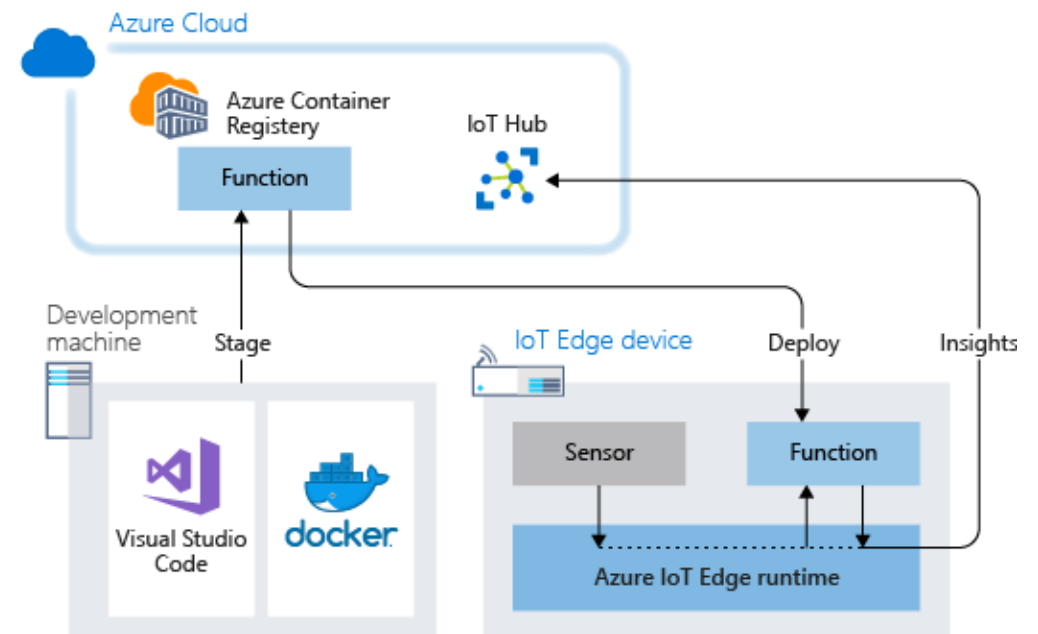 Azure Cloud
Azure Container
Registery
IoT Hub
Function
Development
machine
Stage
IoT Edge device
Deploy
Insights
Sensor
Function
Visual Studio
Code
docker
Azure IoT Edge runtime